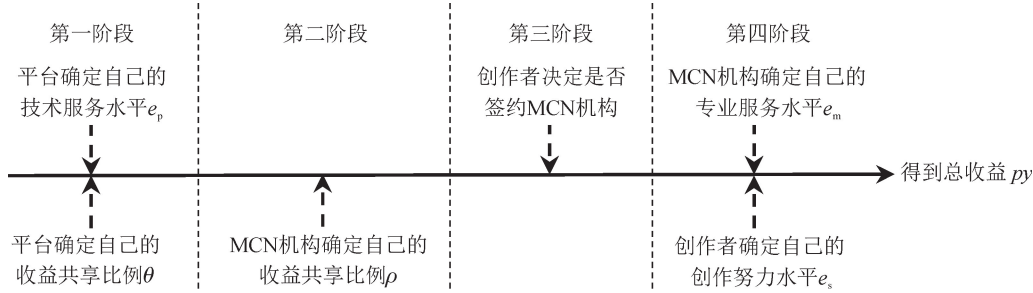 第一阶段
第二阶段
第三阶段
第四阶段
平台确定自己的
技术服务水平eₚ
创作者决定是否
签约MCN机构
MCN机构确定自己的
专业服务水平eₘ
得到总收益 py
平台确定自己的
收益共享比例θ
MCN机构确定自己的
收益共享比例ρ
创作者确定自己的
创作努力水平eₛ